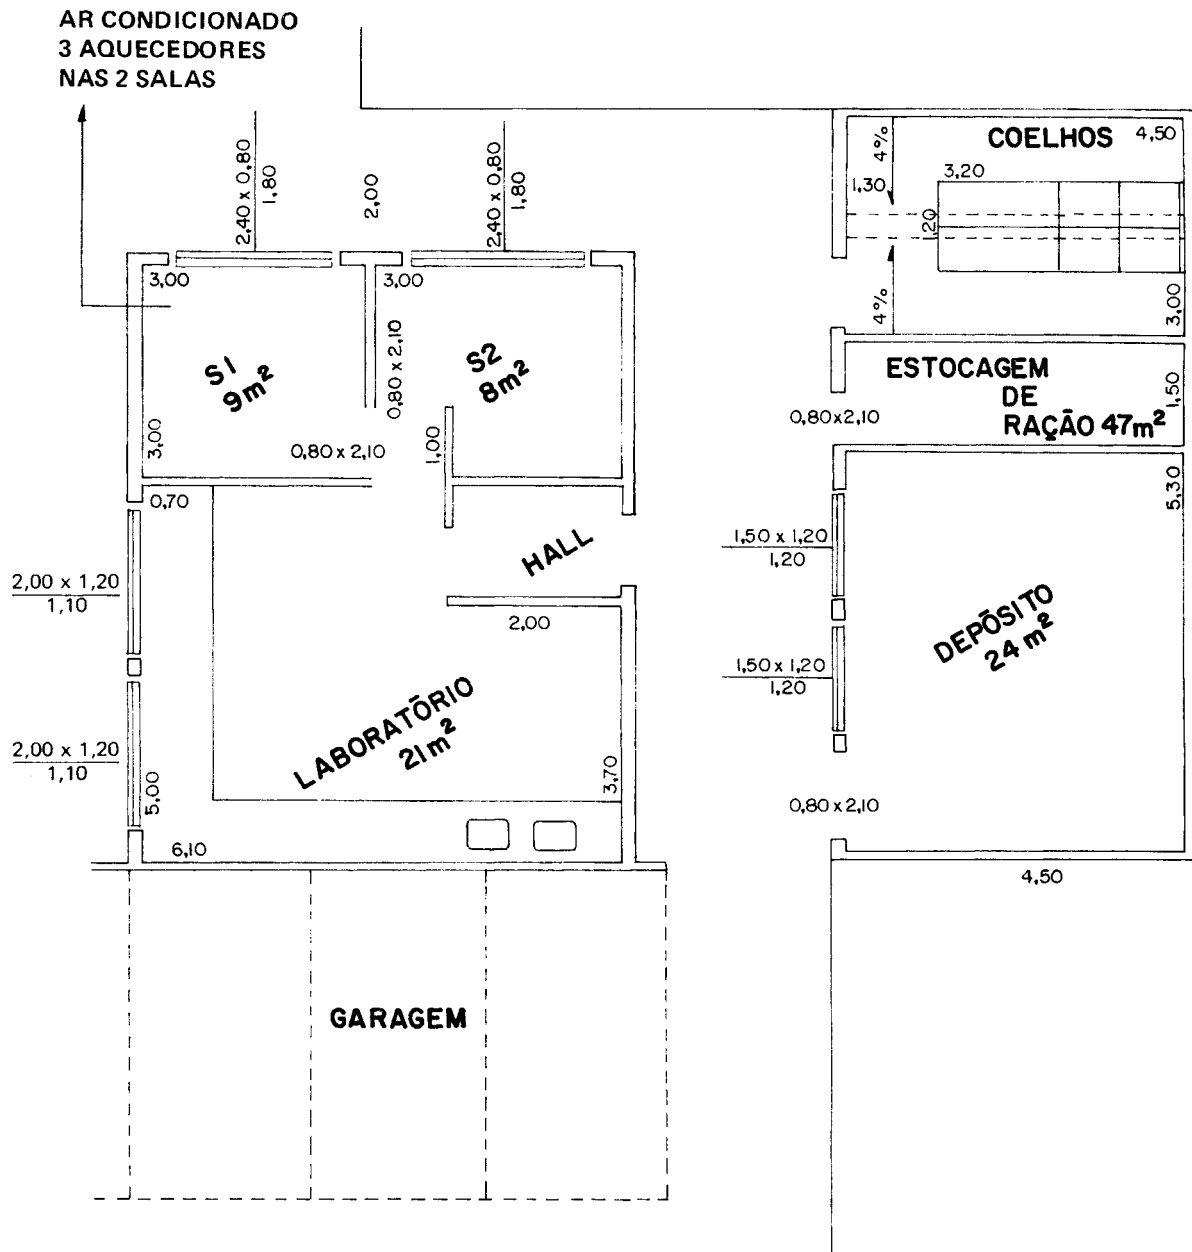 AR CONDICIONADO
3 AQUECEDORES
NAS 2 SALAS
2,40 x 0,80
1,80
2,00
2,40 x 0,80
1,80
3,00
3,00
S1
9m²
0,80 x 2,10
S2
8m²
3,00
0,80 x 2,10
1,00
0,70
HALL
2,00
2,00 x 1,20
1,10
LABORATÓRIO
21m²
2,00 x 1,20
1,10
5,00
3,70
6,10
GARAGEM
COELHOS
4,50
4%
1,30
3,20
1,20
4%
3,00
ESTOCAGEM
DE
RAÇÃO 47m²
1,50
0,80x2,10
5,30
1,50 x 1,20
1,20
DEPÓSITO
24 m²
1,50 x 1,20
1,20
0,80 x 2,10
4,50